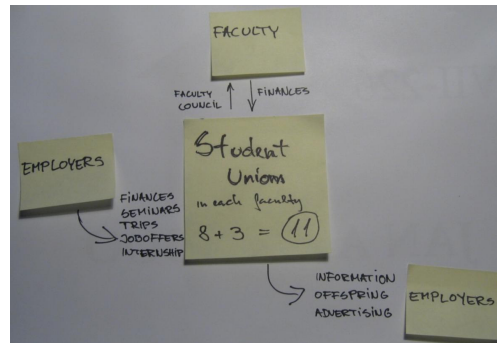 FACULTY
FACULTY
COUNCIL
FINANCES
EMPLOYERS
Student
Union
in each faculty
8 + 3 = 11
FINANCES
SEMINARS
TRIPS
JOBOFFERS
INTERNSHIP
INFORMATION
OFFSPRING
ADVERTISING
EMPLOYERS